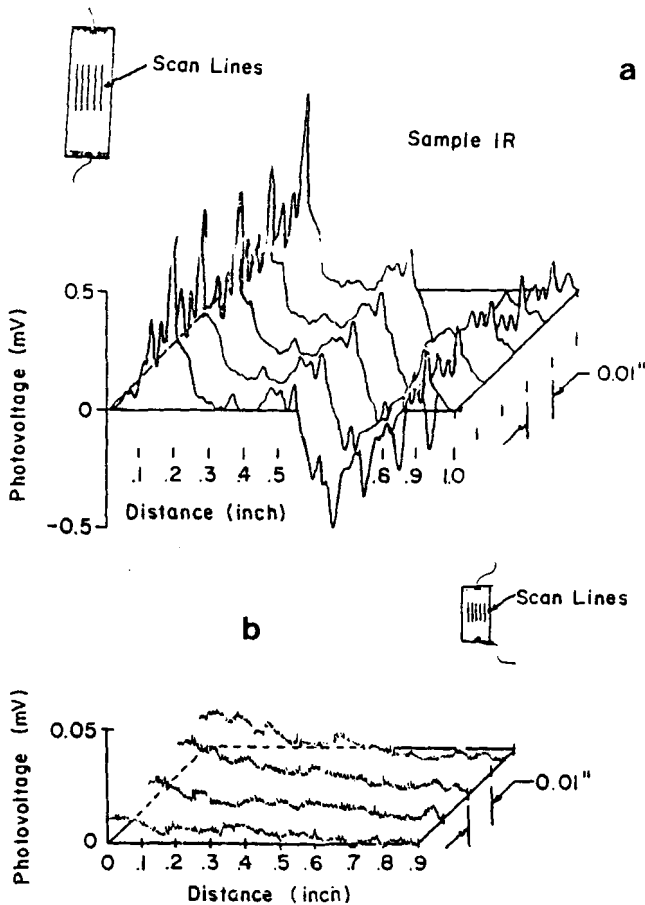 Scan Lines
a
Sample IR
0.5
0
-0.5
Photovoltage (mV)
.1 .2 .3 .4 .5 .6 .9 1.0
Distance (inch)
0.01"
b
Scan Lines
0.05
0
Photovoltage (mV)
0 .1 .2 .3 .4 .5 .6 .7 .8 .9
Distance (inch)
0.01"